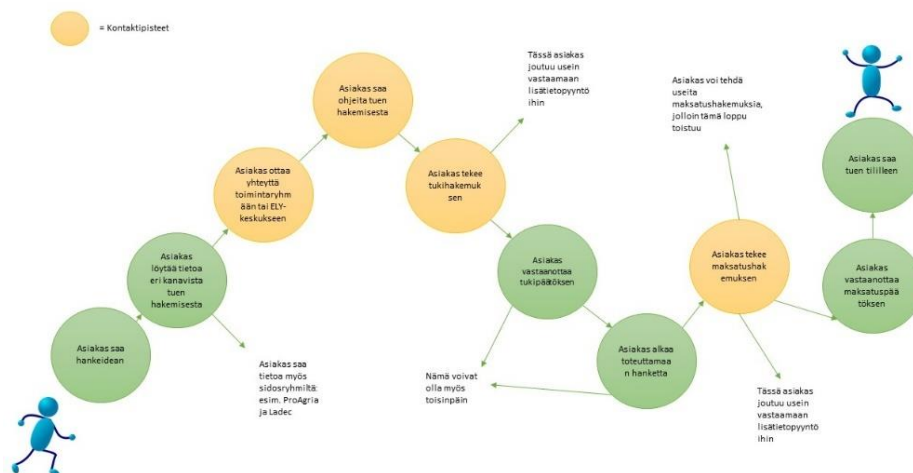 = Kontaktipisteet
Asiakas saa
hankeidean
Asiakas
löytää tietoa
eri kanavista
tuen
hakemisesta
Asiakas saa
tietoa myös
sidosryhmiltä:
esim. ProAgria
ja Ladec
Asiakas ottaa
yhteyttä
toimintaryhm
ään tai ELY-
keskukseen
Asiakas saa
ohjeita tuen
hakemisesta
Asiakas tekee
tukihakemuk
sen
Tässä asiakas
joutuu usein
vastaamaan
lisätietopyyntö
ihin
Asiakas
vastaanottaa
tukipäätöksen
Nämä voivat
olla myös
toisinpäin
Asiakas alkaa
toteuttamaa
n hanketta
Asiakas tekee
maksatushak
emuksen
Asiakas voi tehdä
useita
maksatushakemuksia,
jolloin tämä loppu
toistuu
Tässä asiakas
joutuu usein
vastaamaan
lisätietopyyntö
ihin
Asiakas
vastaanottaa
maksatuspää
töksen
Asiakas saa
tuen tililleen